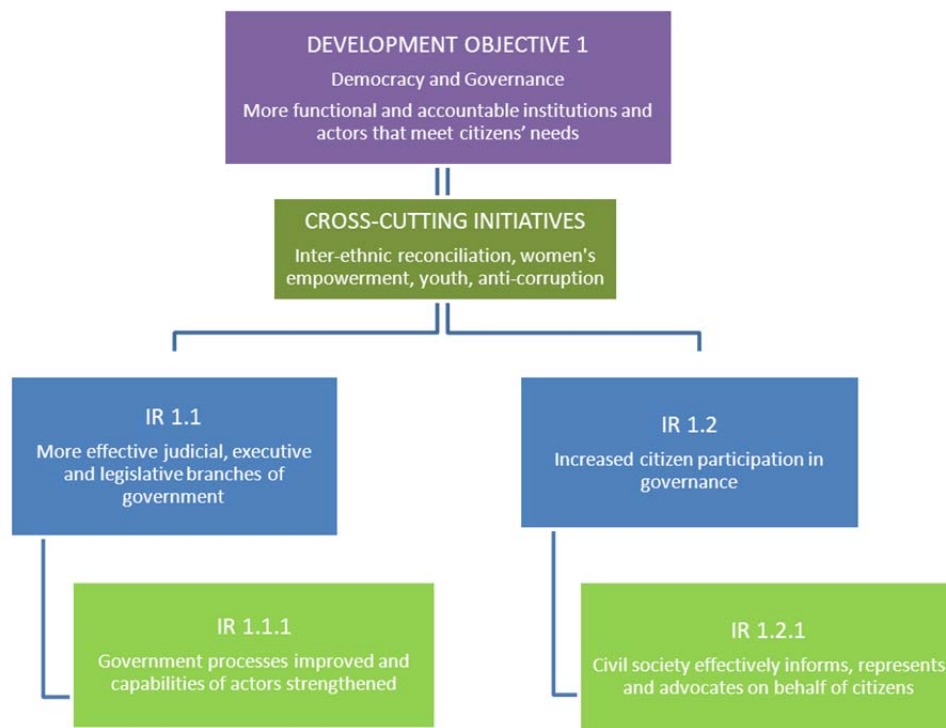 DEVELOPMENT OBJECTIVE 1
Democracy and Governance
More functional and accountable institutions and
actors that meet citizens’ needs
CROSS-CUTTING INITIATIVES
Inter-ethnic reconciliation, women's
empowerment, youth, anti-corruption
IR 1.1
More effective judicial, executive
and legislative branches of
government
IR 1.2
Increased citizen participation in
governance
IR 1.1.1
Government processes improved and
capabilities of actors strengthened
IR 1.2.1
Civil society effectively informs, represents
and advocates on behalf of citizens